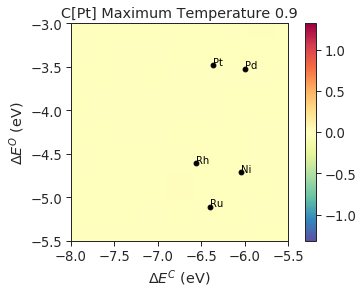 C[Pt] Maximum Temperature 0.9
−3.0
−3.5
−4.0
−4.5
−5.0
−5.5
ΔE^O (eV)
Pt
Pd
Rh
Ni
Ru
−8.0 −7.5 −7.0 −6.5 −6.0 −5.5
ΔE^C (eV)
1.0
0.5
0.0
−0.5
−1.0